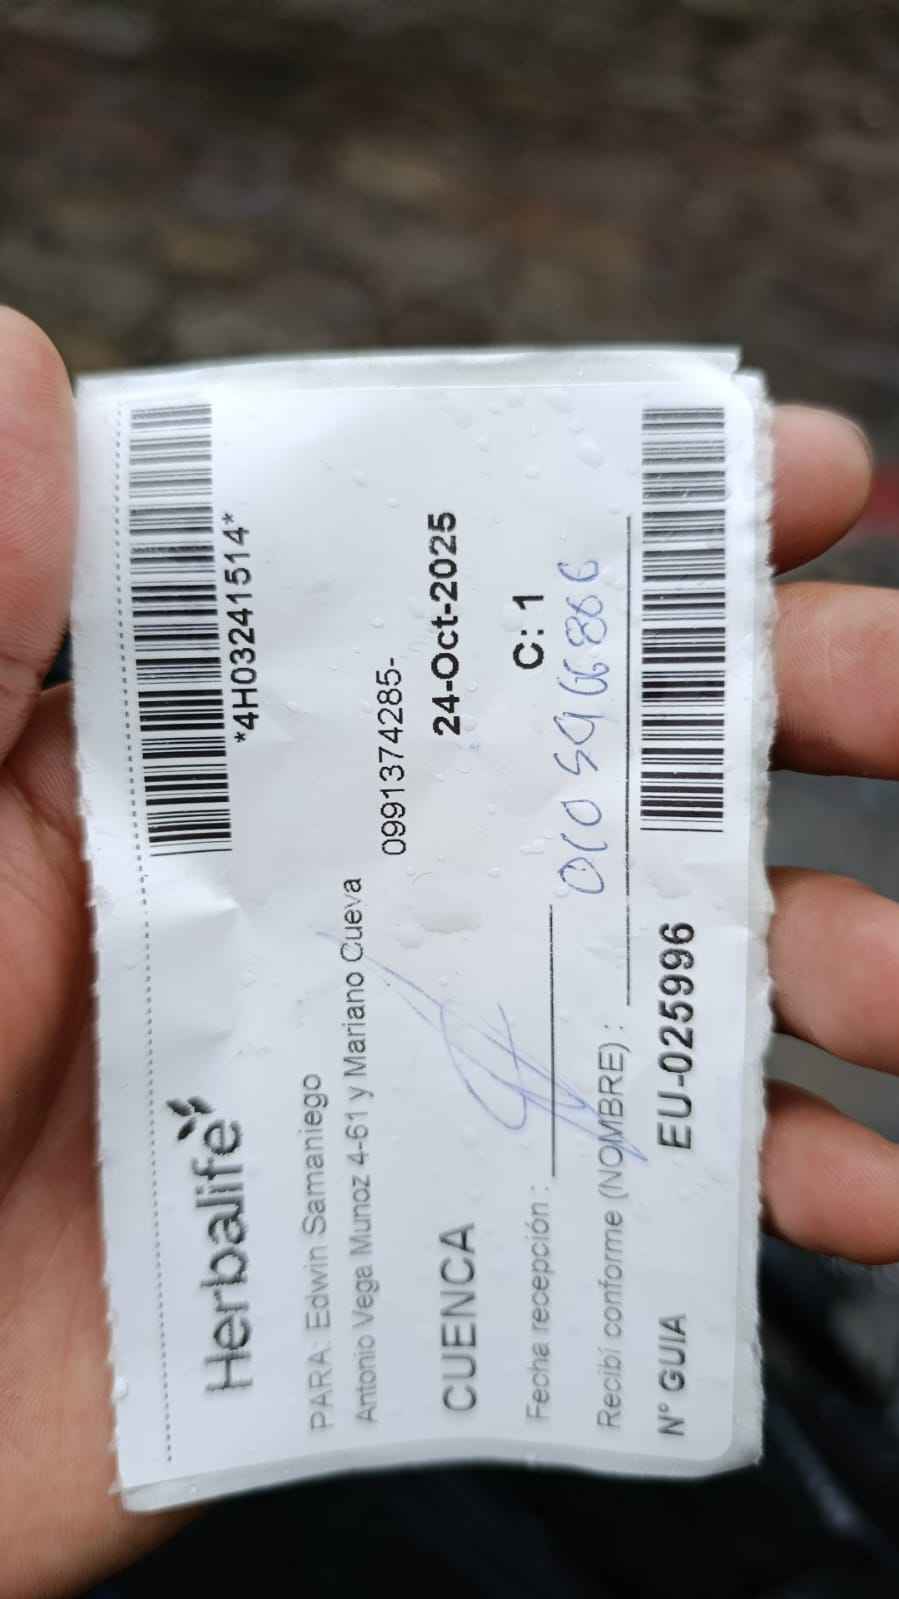 *4H03241514*
Herbalife
PARA: Edwin Samaniego
Antonio Vega Munoz 4-61 y Mariano Cueva
0991374285-
CUENCA 24-Oct-2025
Fecha recepción : C: 1
Recibí conforme (NOMBRE) :
N° GUIA EU-025996